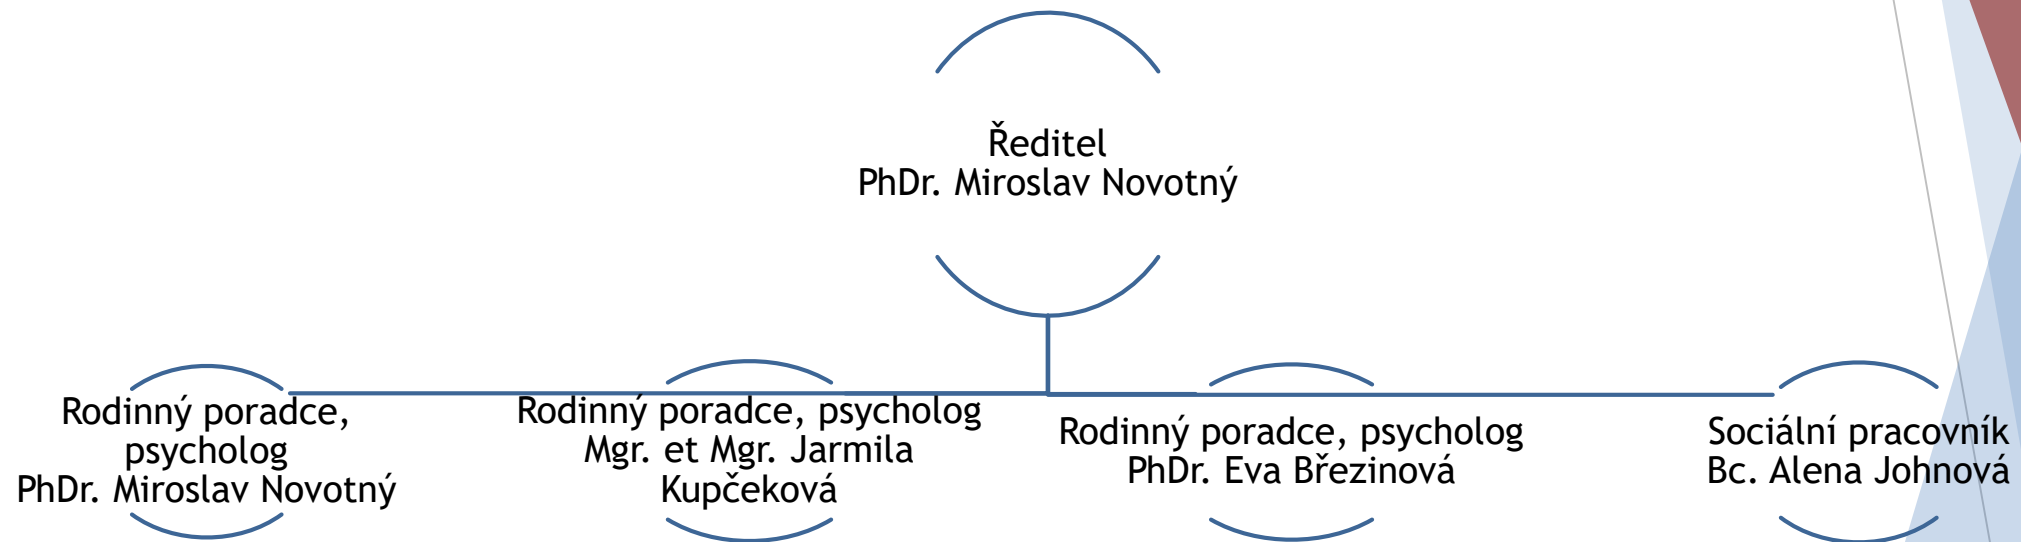 Ředitel
PhDr. Miroslav Novotný
Rodinný poradce,
psycholog
PhDr. Miroslav Novotný
Rodinný poradce, psycholog
Mgr. et Mgr. Jarmila
Kupčeková
Rodinný poradce, psycholog
PhDr. Eva Březinová
Sociální pracovník
Bc. Alena Johnová